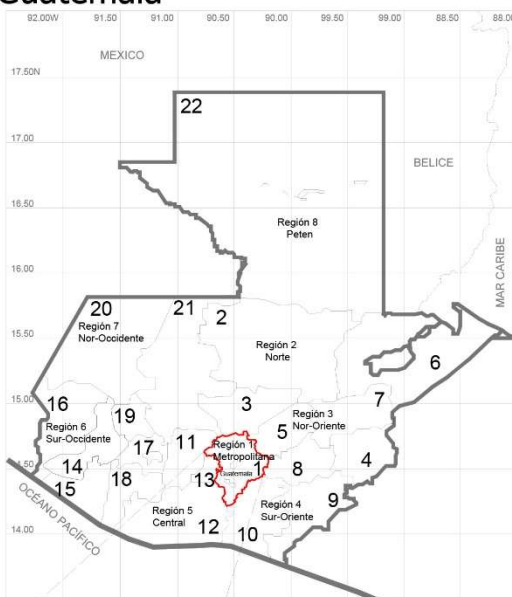 Guatemala
92.00W
91.50
91.00
90.50
90.00
99.00
88.50
88.00
MEXICO
17.50N
22
17.00
BELICE
16.50
Región 8
Peten
16.00
MAR CARIBE
20
21
2
Región 7
Nor-Occidente
15.50
Región 2
Norte
6
7
15.00
16
19
3
Región 3
Nor-Oriente
Región 6
Sur-Occidente
17
11
5
Región 1
Metropolitana
14.50
14
15
18
13
Guatemala
1
8
4
9
OCÉANO PACÍFICO
Región 5
Central
Región 4
Sur-Oriente
14.00
12
10